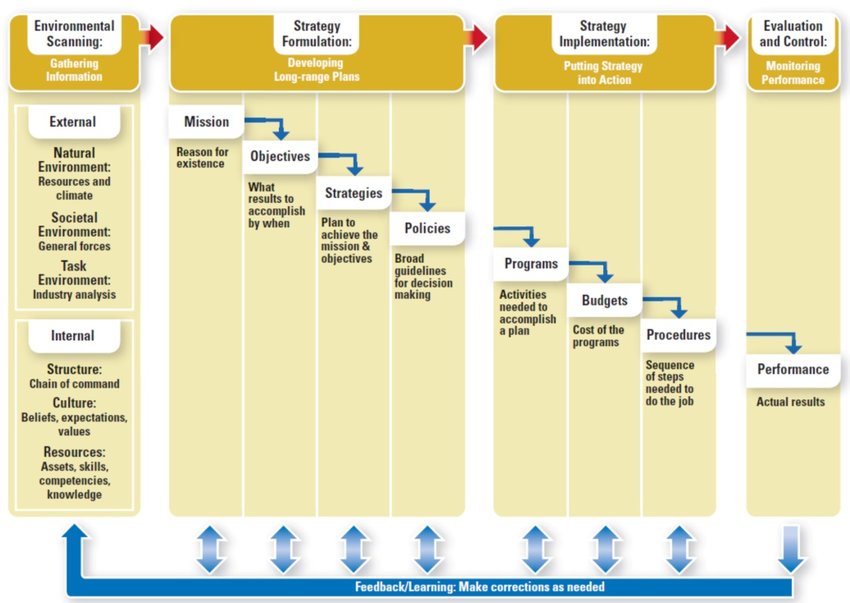 Environmental
Scanning:
Gathering
Information
Strategy
Formulation:
Developing
Long-range Plans
Strategy
Implementation:
Putting Strategy
into Action
Evaluation
and Control:
Monitoring
Performance
External
Natural
Environment:
Resources and
climate
Societal
Environment:
General forces
Task
Environment:
Industry analysis
Internal
Structure:
Chain of command
Culture:
Beliefs, expectations,
values
Resources:
Assets, skills,
competencies,
knowledge
Mission
Reason for
existence
Objectives
What
results to
accomplish
by when
Strategies
Plan to
achieve the
mission &
objectives
Policies
Broad
guidelines
for decision
making
Programs
Activities
needed to
accomplish
a plan
Budgets
Cost of the
programs
Procedures
Sequence
of steps
needed to
do the job
Performance
Actual results
Feedback/Learning: Make corrections as needed